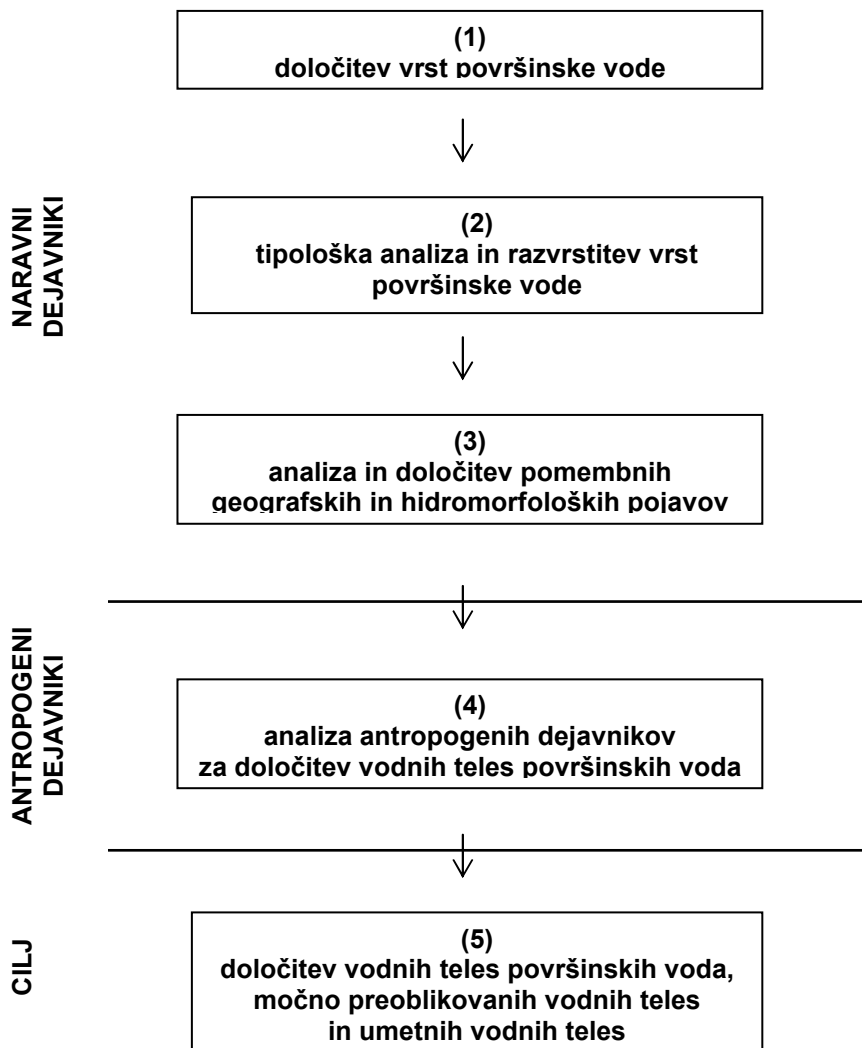 NARAVNI
DEJAVNIKI
(1)
določitev vrst površinske vode
(2)
tipološka analiza in razvrstitev vrst
površinske vode
(3)
analiza in določitev pomembnih
geografskih in hidromorfoloških pojavov
ANTROPOGENI
DEJAVNIKI
(4)
analiza antropogenih dejavnikov
za določitev vodnih teles površinskih voda
CILJ
(5)
določitev vodnih teles površinskih voda,
močno preoblikovanih vodnih teles
in umetnih vodnih teles